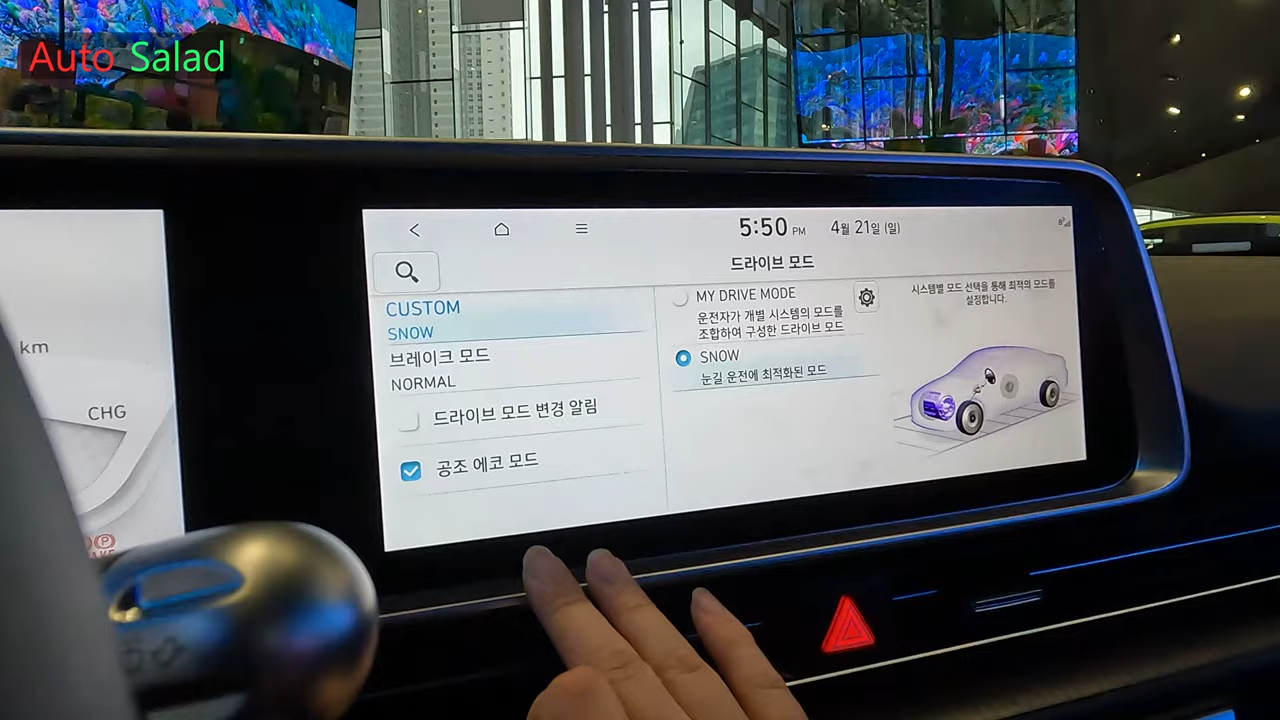 Auto Salad
5:50 PM 4월 21일 (일)
드라이브 모드
CUSTOM
SNOW
브레이크 모드
NORMAL
드라이브 모드 변경 알림
공조 에코 모드
MY DRIVE MODE
운전자가 개별 시스템의 모드를
조합하여 구성한 드라이브 모드
SNOW
눈길 운전에 최적화된 모드
시스템별 모드 선택을 통해 최적의 모드를
설정합니다.
km
CHG